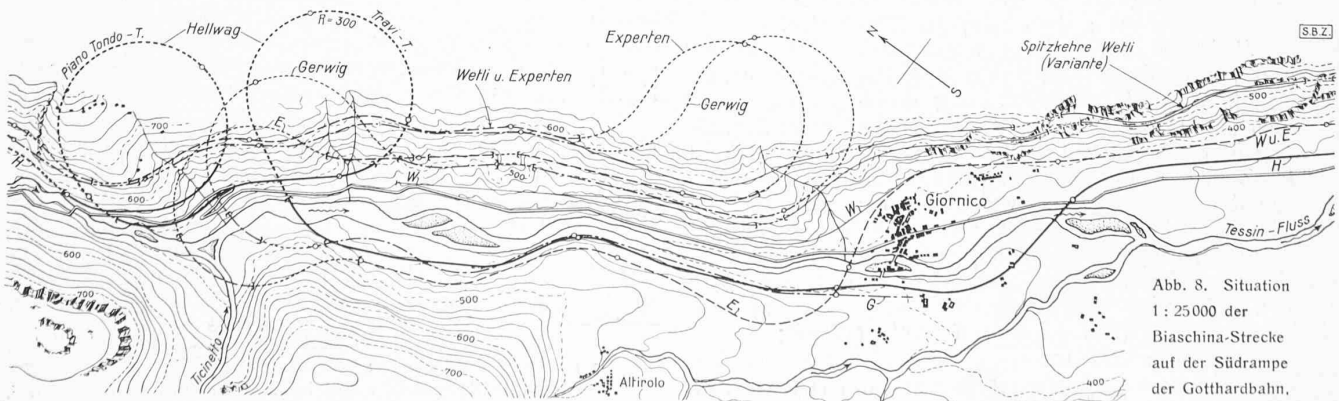 Piano Tondo-T.
Hellwag
R=300
Travi-T.
Gerwig
Wetli u. Experten
Experten
Gerwig
N
S
Spitzkehre Wetli
(Variante)
S.B.Z.
700
600
500
400
E.
H
W.
600
500
W.
W.u.E.
H
Giornico
Tessin-Fluss
E.
G
600
700
Ticinetto
500
600
700
Altirolo
400
Abb. 8. Situation
1 : 25000 der
Biaschina-Strecke
auf der Südrampe
der Gotthardbahn,